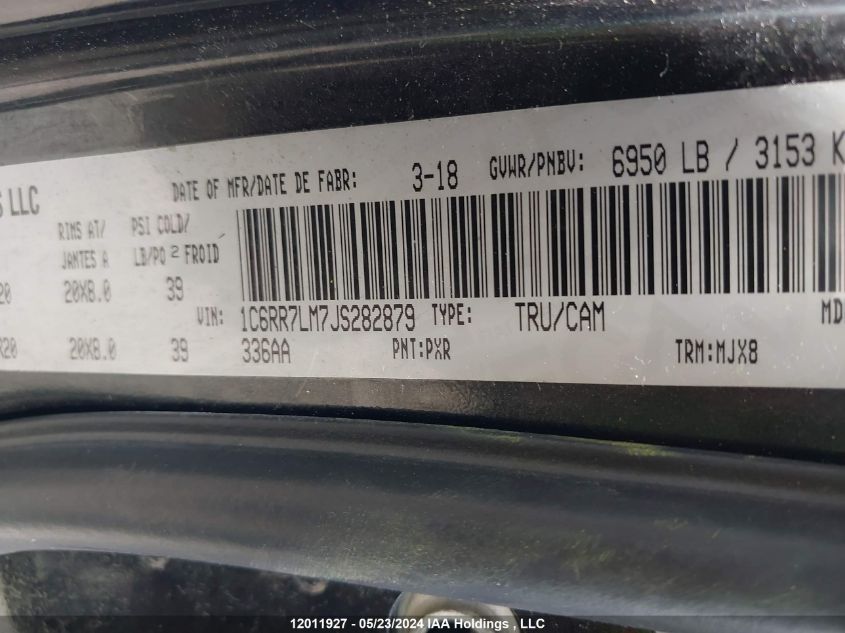 S LLC
DATE OF MFR/DATE DE FABR: 3-18 GVWR/PNBV: 6950 LB / 3153 K
RIMS AT/ PSI COLD/
JANTES A LB/PO 2 FROID
20 20X8.0 39
VIN: 1C6RR7LM7JS282879 TYPE: TRU/CAM MD
R20 20X8.0 39 336AA PNT:PXR TRM:MJX8
12011927 - 05/23/2024 IAA Holdings , LLC